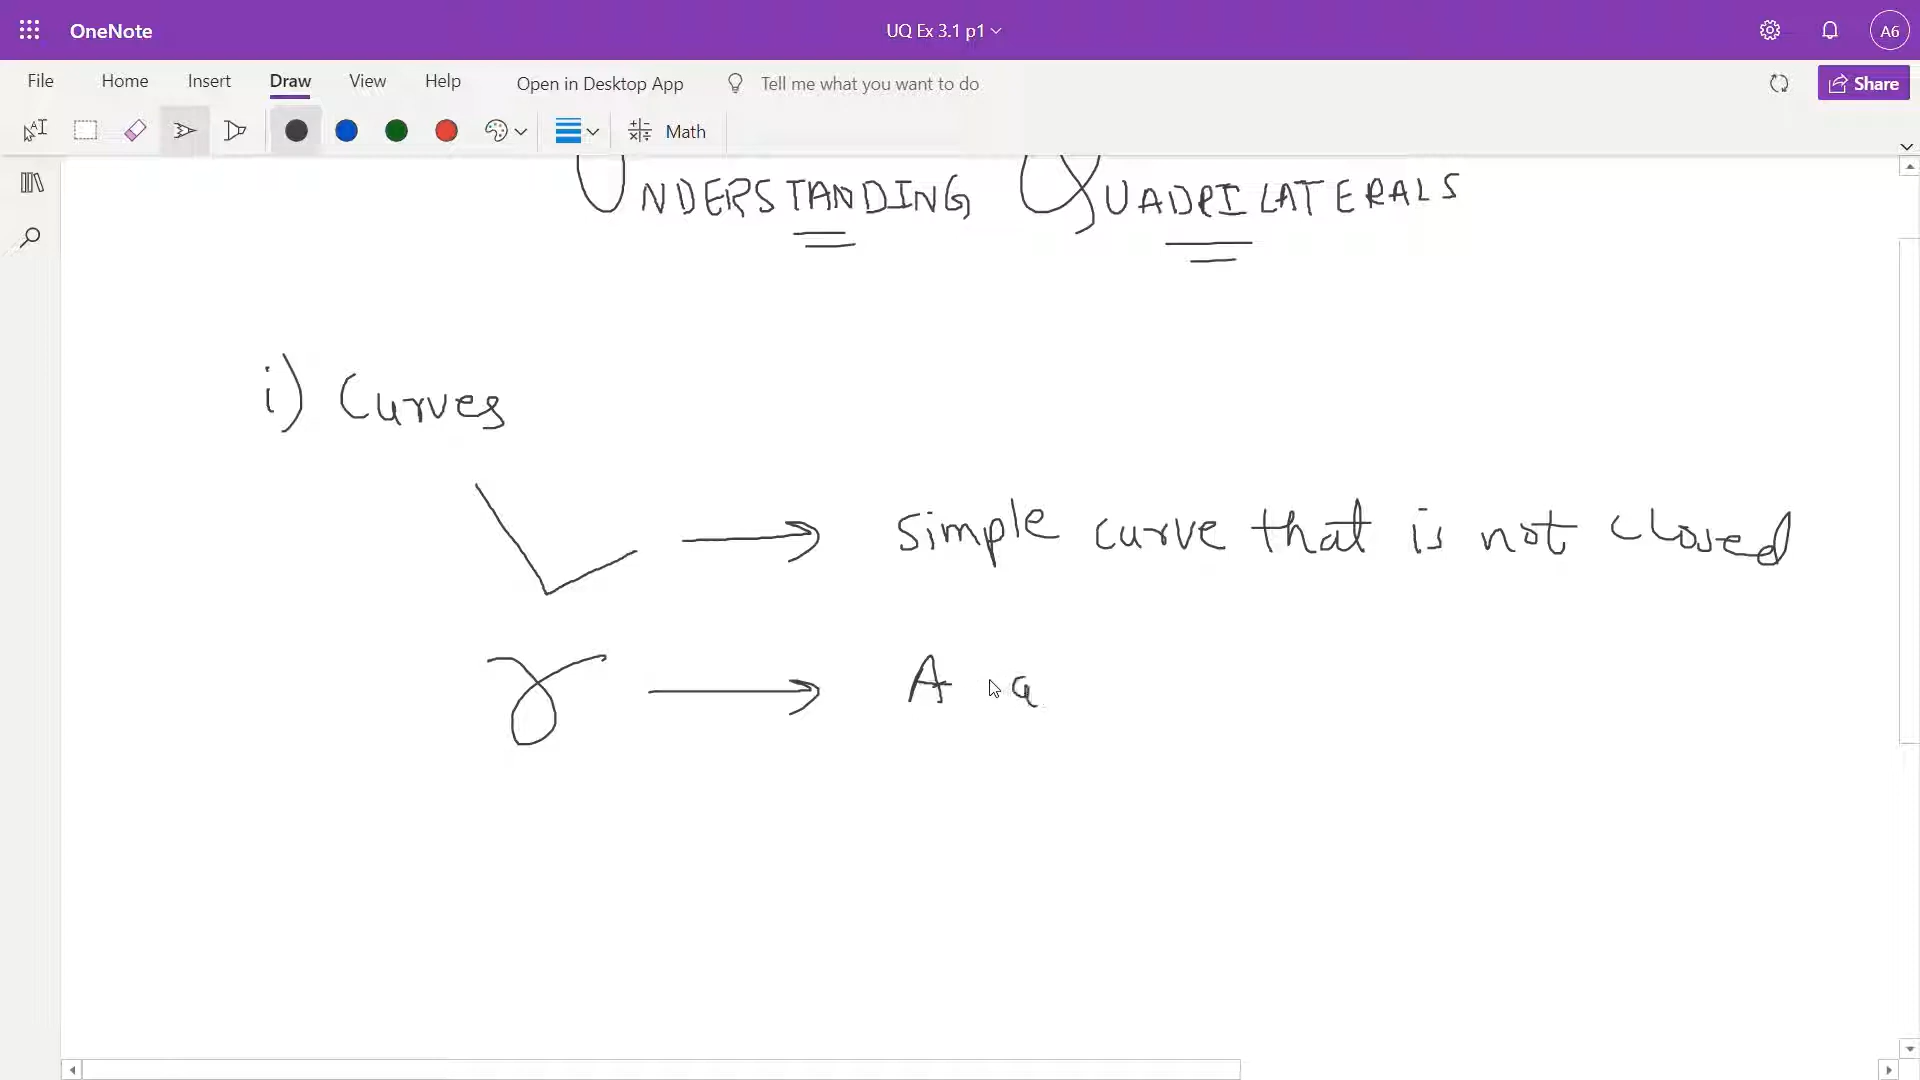 OneNote
UQ Ex 3.1 p1
A6
File Home Insert Draw View Help Open in Desktop App Tell me what you want to do
Share
Math
UNDERSTANDING QUADRILATERALS
i) Curves
simple curve that is not closed
A a